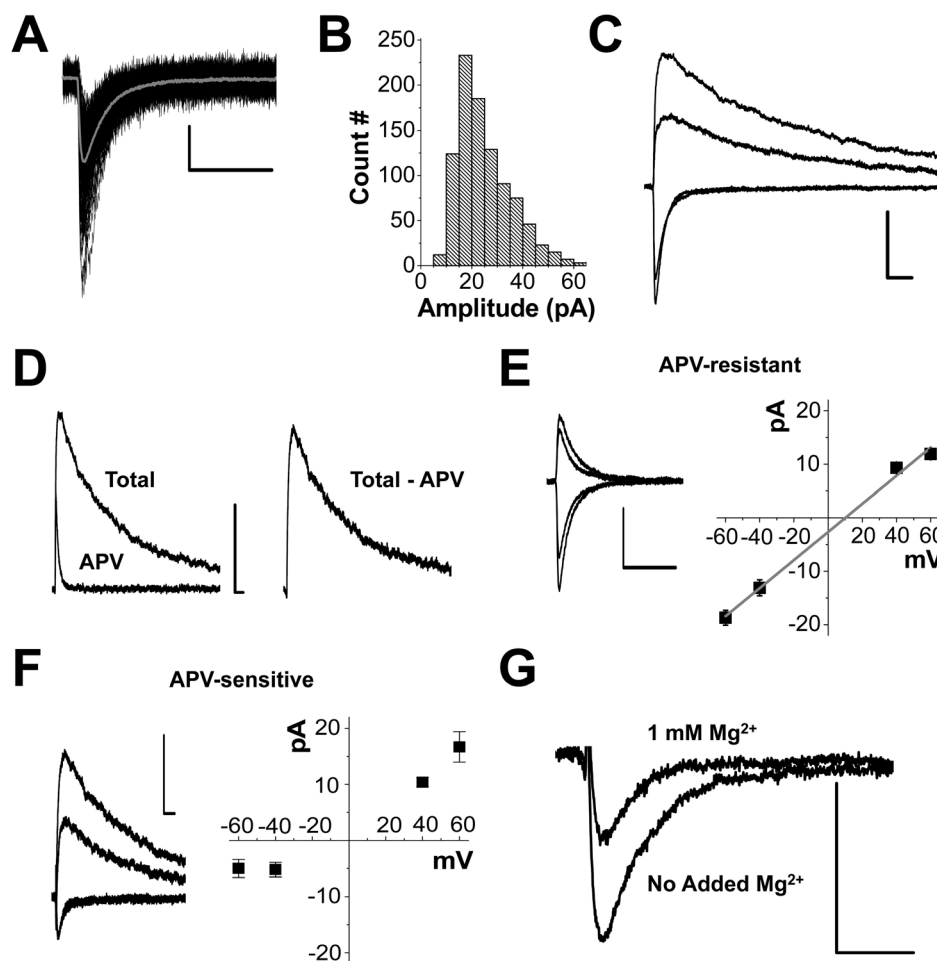 A
B
C
250
200
150
100
50
0
Count #
0 20 40 60
Amplitude (pA)
D
Total
APV
Total - APV
E
APV-resistant
pA
20
10
-60 -40 -20 20 40 60
mV
-10
-20
F
APV-sensitive
pA
20
10
-60 -40 -20 20 40 60
mV
-10
-20
G
1 mM Mg²⁺
No Added Mg²⁺